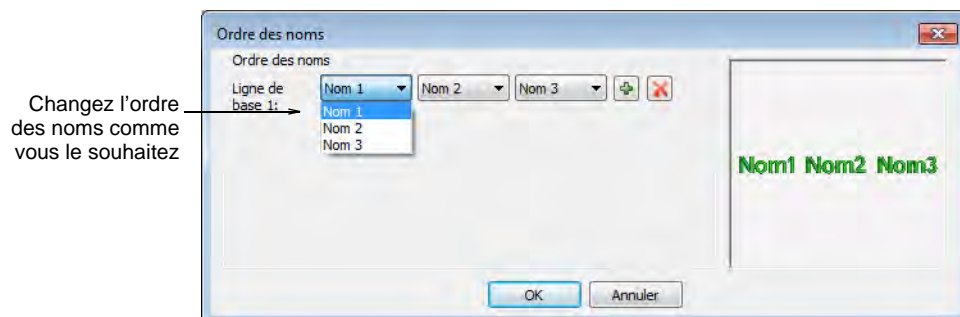 Ordre des noms
Ordre des noms
Ligne de base 1:
Nom 1
Nom 2
Nom 3
Nom 1
Nom 2
Nom 3
Changez l’ordre
des noms comme
vous le souhaitez
Nom1 Nom2 Nom3
OK
Annuler